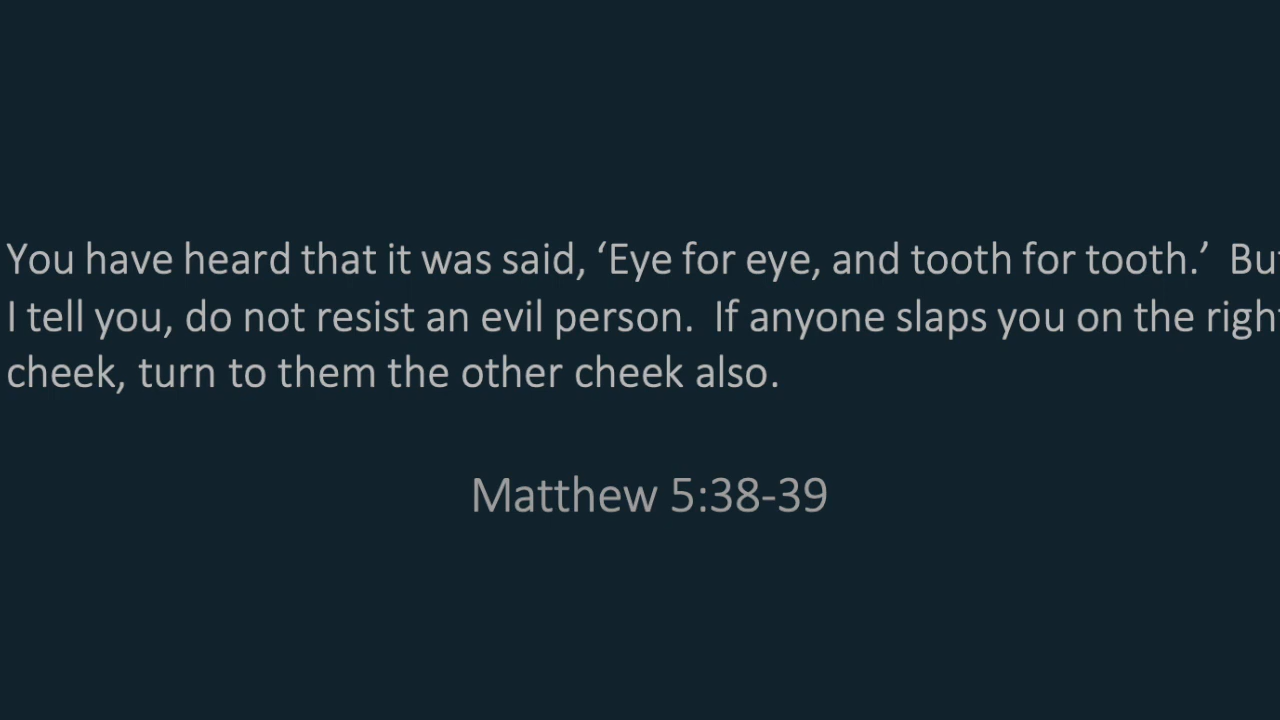 You have heard that it was said, ‘Eye for eye, and tooth for tooth.’  But
I tell you, do not resist an evil person.  If anyone slaps you on the right
cheek, turn to them the other cheek also.
Matthew 5:38-39